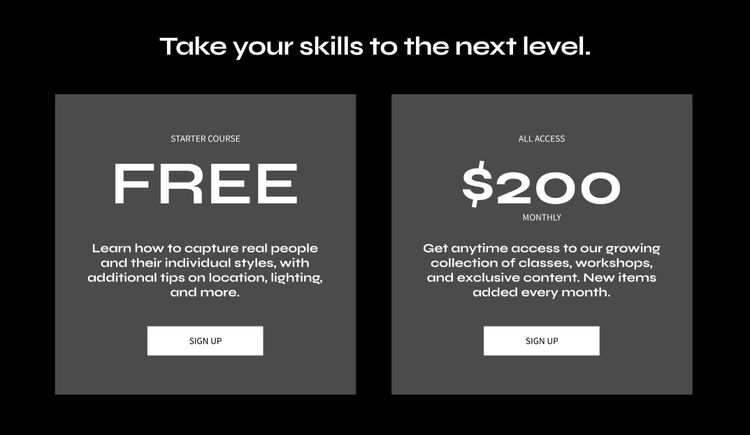 Take your skills to the next level.
STARTER COURSE
FREE
Learn how to capture real people
and their individual styles, with
additional tips on location, lighting,
and more.
SIGN UP
ALL ACCESS
$200
MONTHLY
Get anytime access to our growing
collection of classes, workshops,
and exclusive content. New items
added every month.
SIGN UP